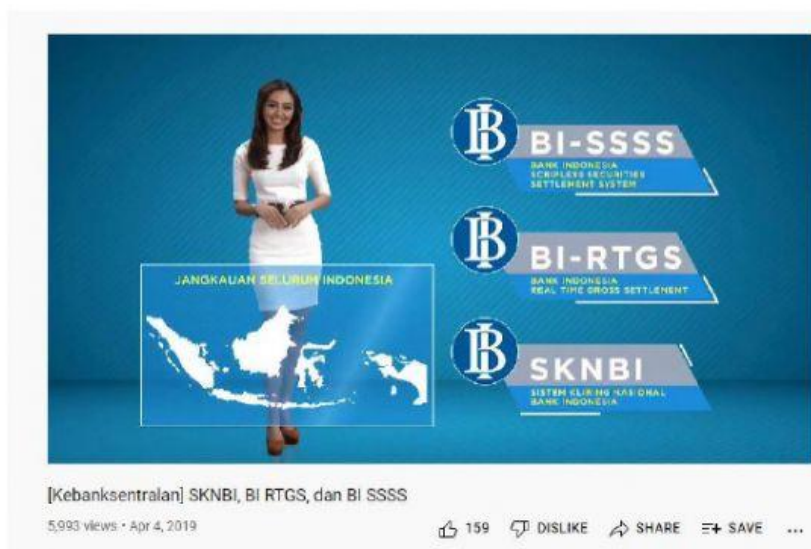 BI-SSSS
BANK INDONESIA
SCRIPLESS SECURITIES
SETTLEMENT SYSTEM
BI-RTGS
BANK INDONESIA
REAL TIME GROSS SETTLEMENT
SKNBI
SISTEM KLIRING NASIONAL
BANK INDONESIA
JANGKAUAN SELURUH INDONESIA
[Kebanksentralan] SKNBI, BI RTGS, dan BI SSSS
5,993 views • Apr 4, 2019
159 DISLIKE SHARE SAVE ...